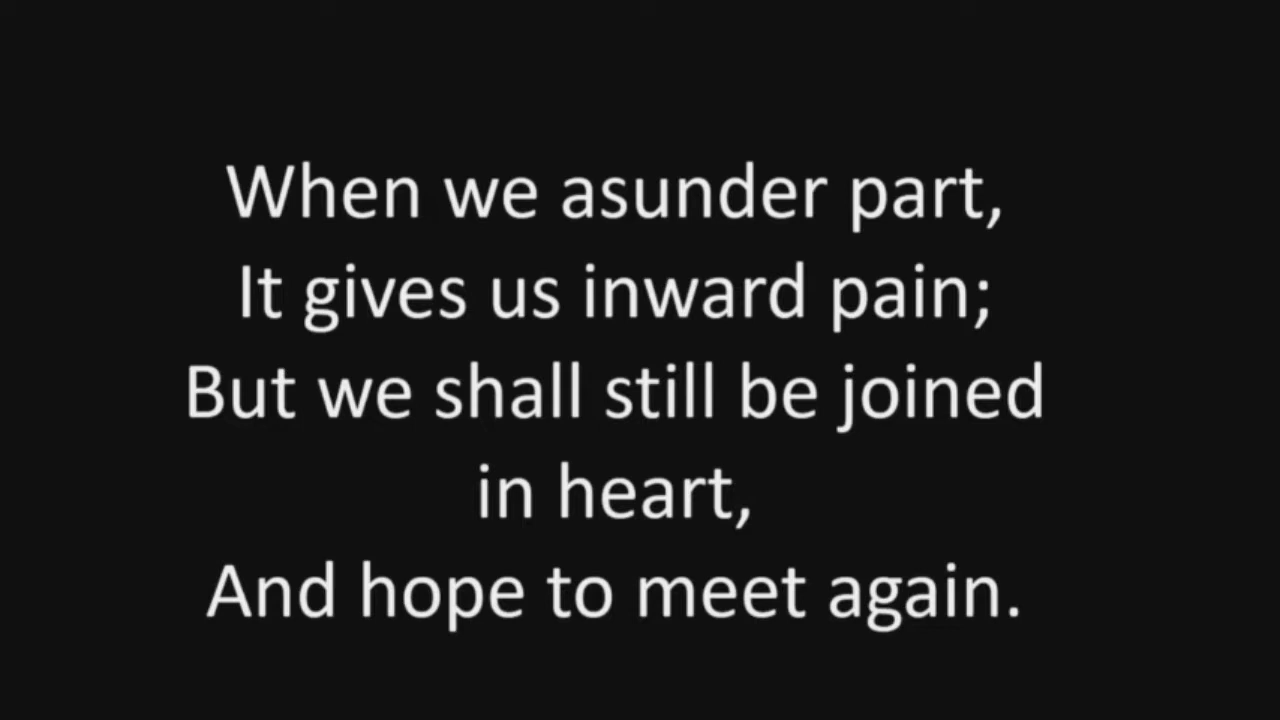 When we asunder part,
It gives us inward pain;
But we shall still be joined
in heart,
And hope to meet again.